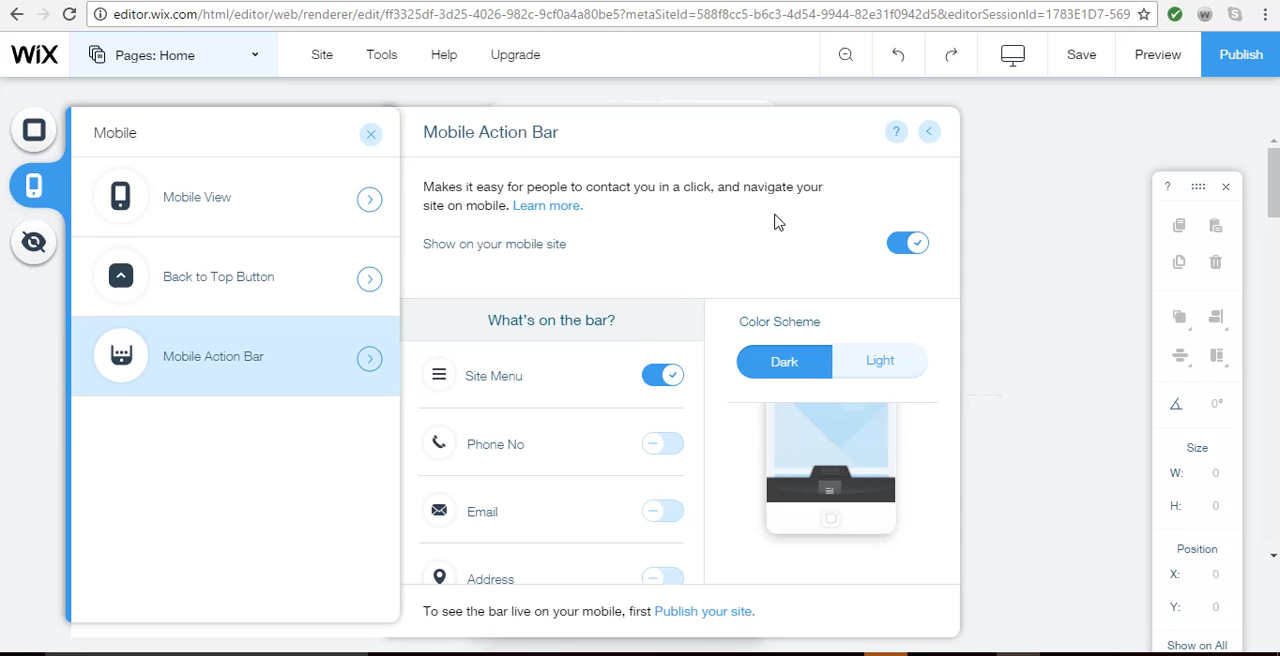 editor.wix.com/html/editor/web/renderer/edit/ff3325df-3d25-4026-982c-9cf0a4a80be5?metaSiteId=588f8cc5-b6c3-4d54-9944-82e31f0942d5&editorSessionId=1783E1D7-569
WiX
Pages: Home
Site
Tools
Help
Upgrade
Save
Preview
Publish
Mobile
Mobile View
Back to Top Button
Mobile Action Bar
Mobile Action Bar
?
Makes it easy for people to contact you in a click, and navigate your
site on mobile. Learn more.
Show on your mobile site
What's on the bar?
Site Menu
Phone No
Email
Address
Color Scheme
Dark
Light
To see the bar live on your mobile, first Publish your site.
?
0°
Size
W: 0
H: 0
Position
X: 0
Y: 0
Show on All